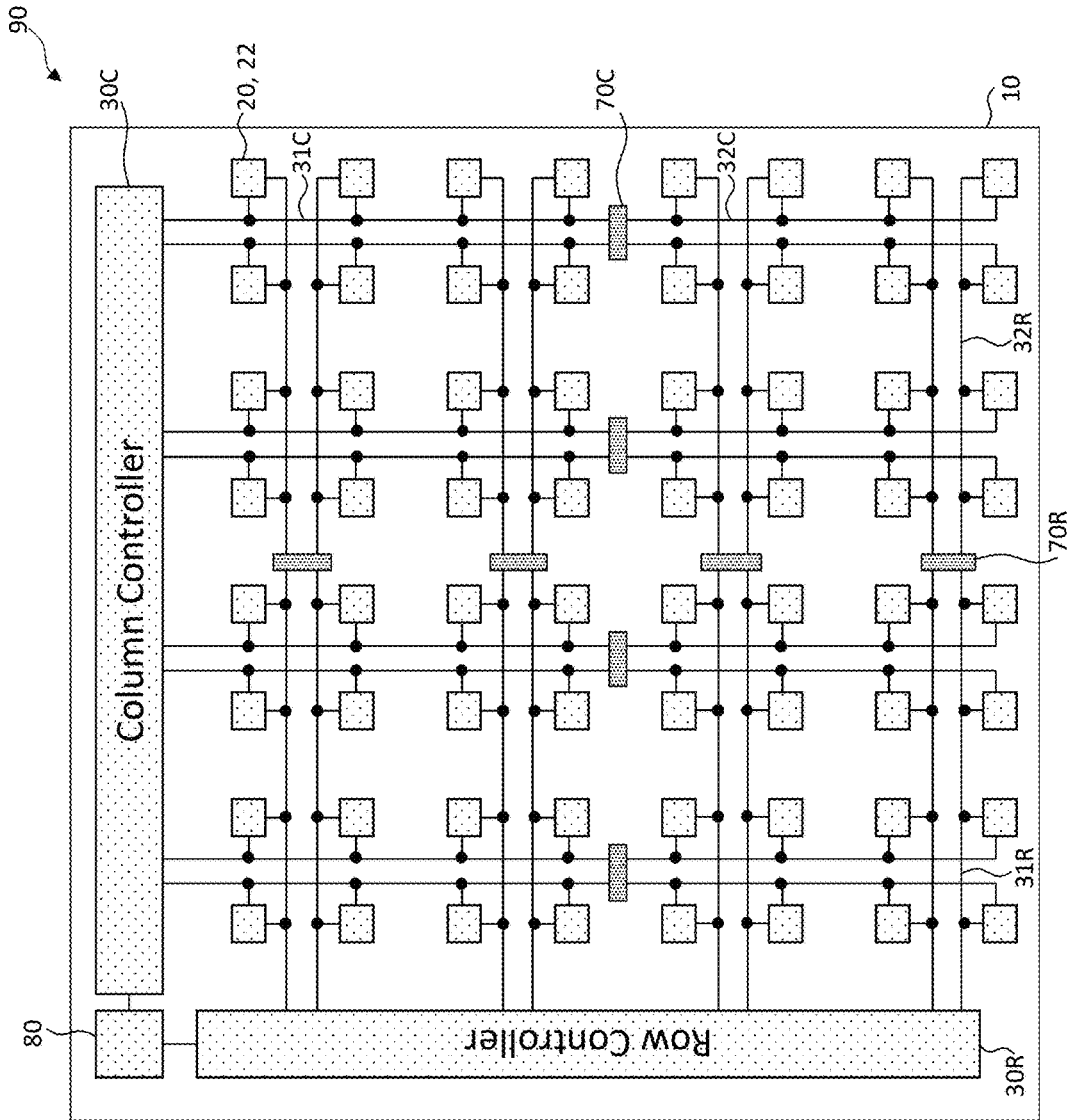 90
30C
20, 22
70C
10
31C
32C
Column Controller
32R
70R
80
31R
Row Controller
30R